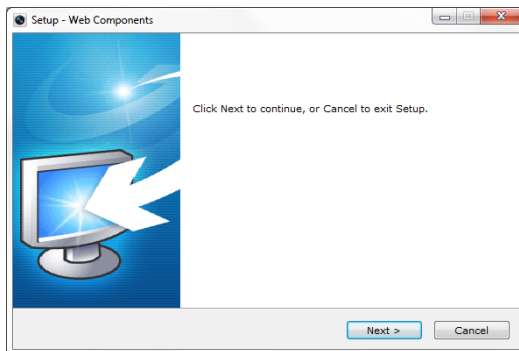 Setup - Web Components
Click Next to continue, or Cancel to exit Setup.
Next >
Cancel